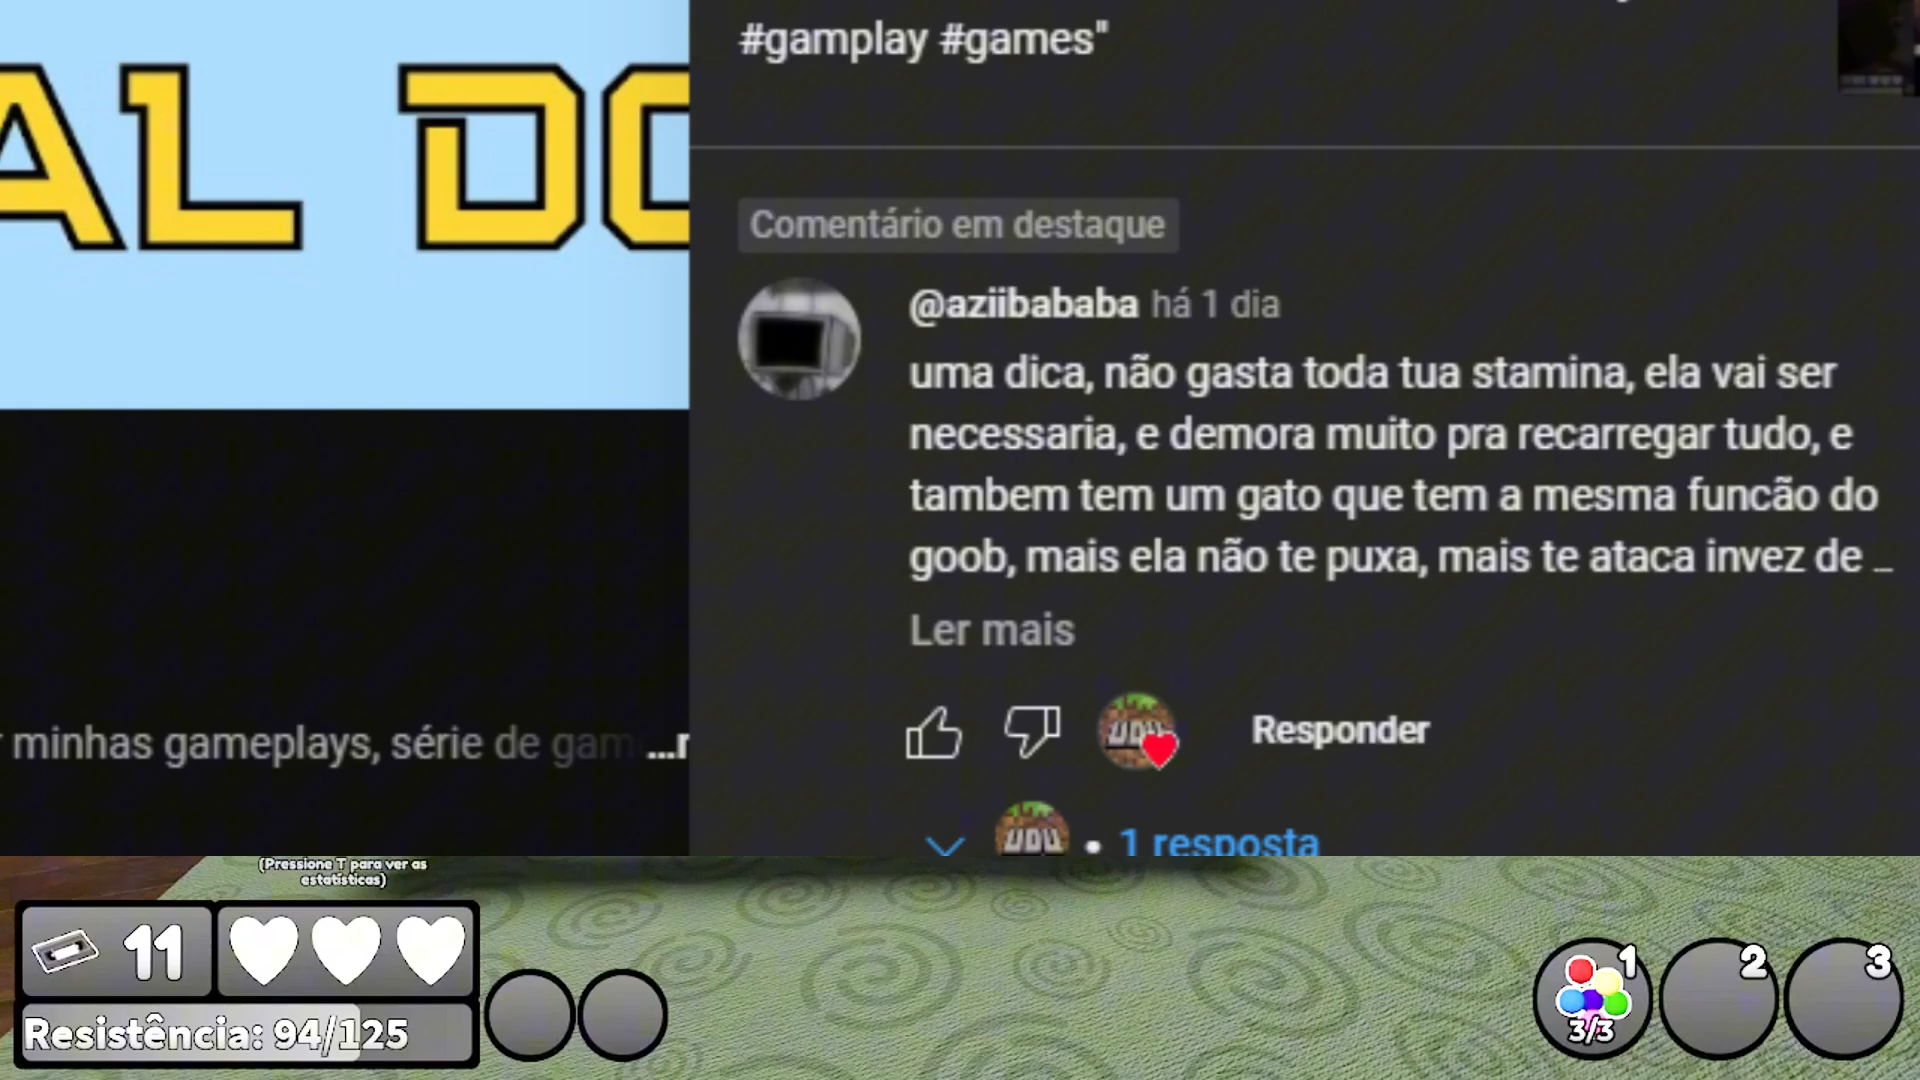 #gamplay #games"
AL DO
Comentário em destaque
@aziibababa há 1 dia
uma dica, não gasta toda tua stamina, ela vai ser
necessaria, e demora muito pra recarregar tudo, e
tambem tem um gato que tem a mesma funcão do
goob, mais ela não te puxa, mais te ataca invez de _
Ler mais
UDU
Responder
minhas gameplays, série de gam ...r
UDU • 1 resposta
(Pressione T para ver as
estatísticas)
11
Resistência: 94/125
1 2 3
3/3